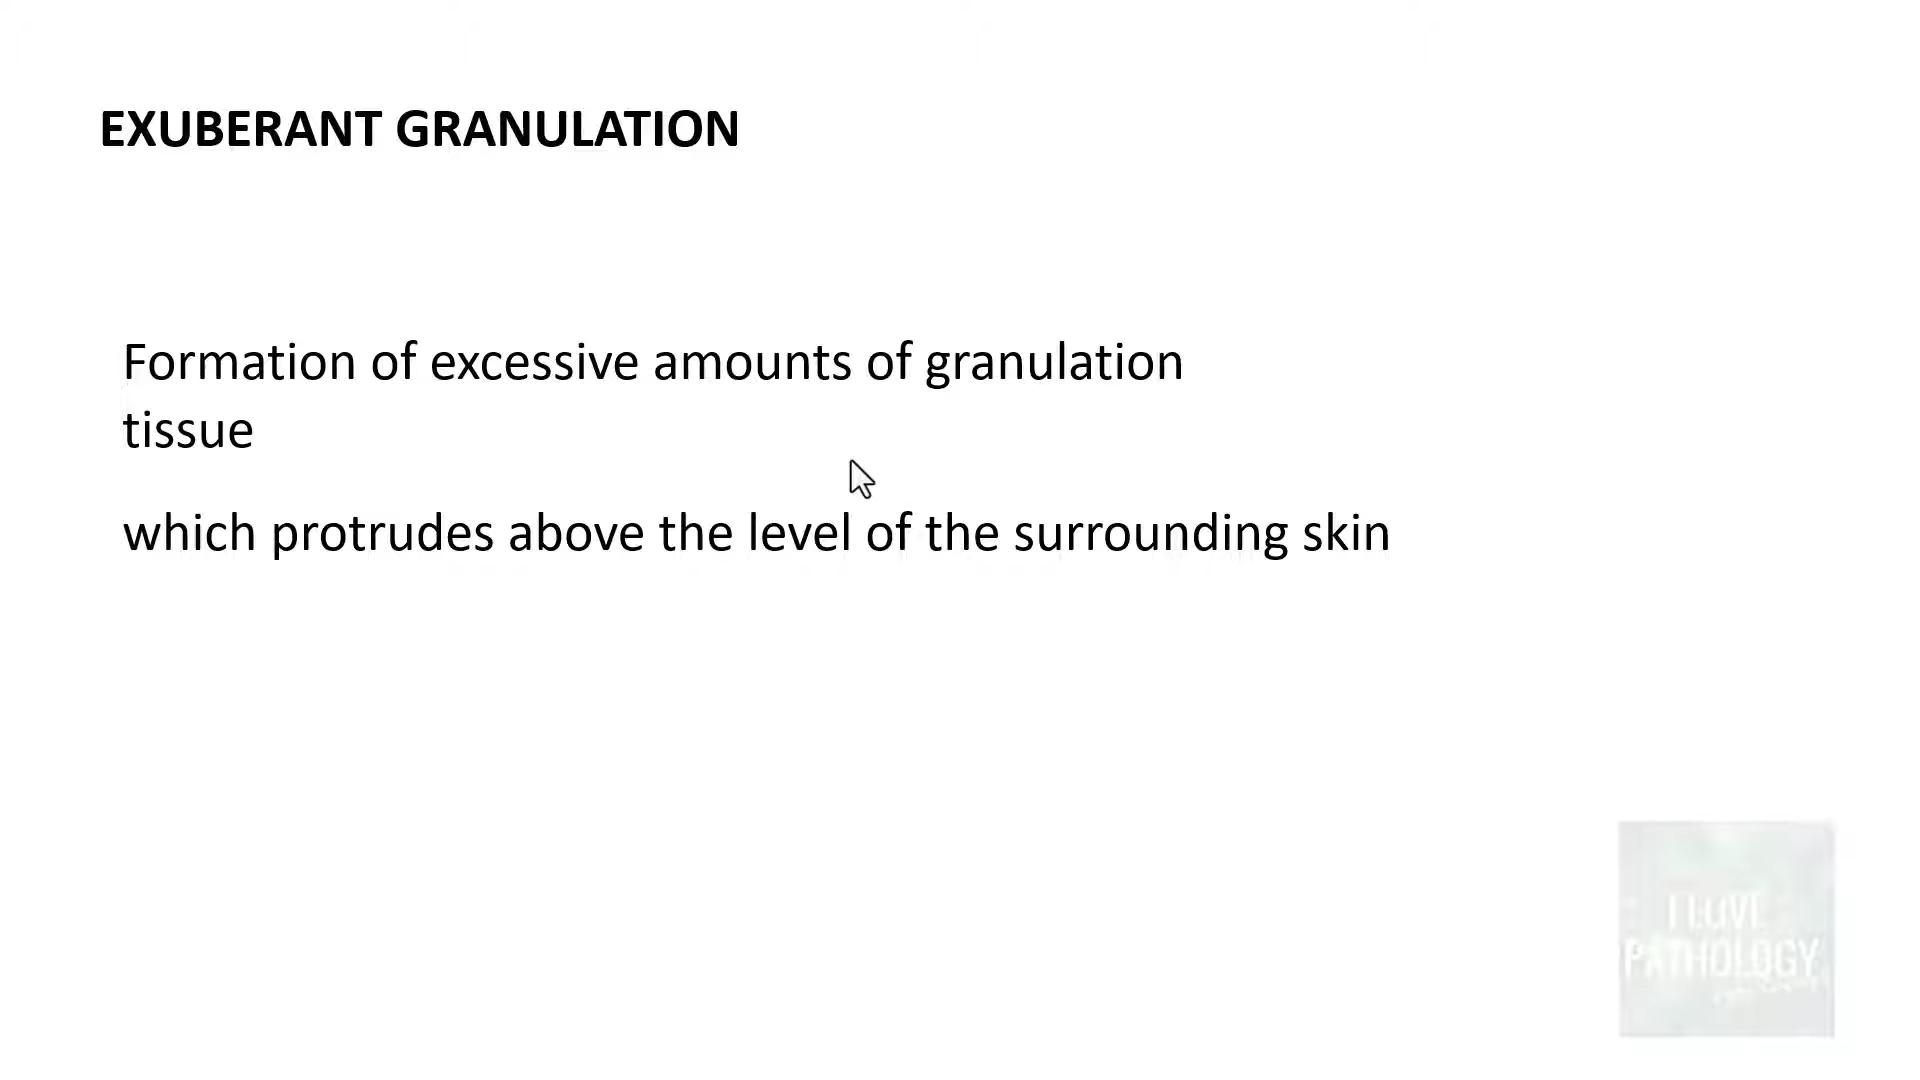 EXUBERANT GRANULATION
Formation of excessive amounts of granulation
tissue
which protrudes above the level of the surrounding skin
I LOVE
PATHOLOGY